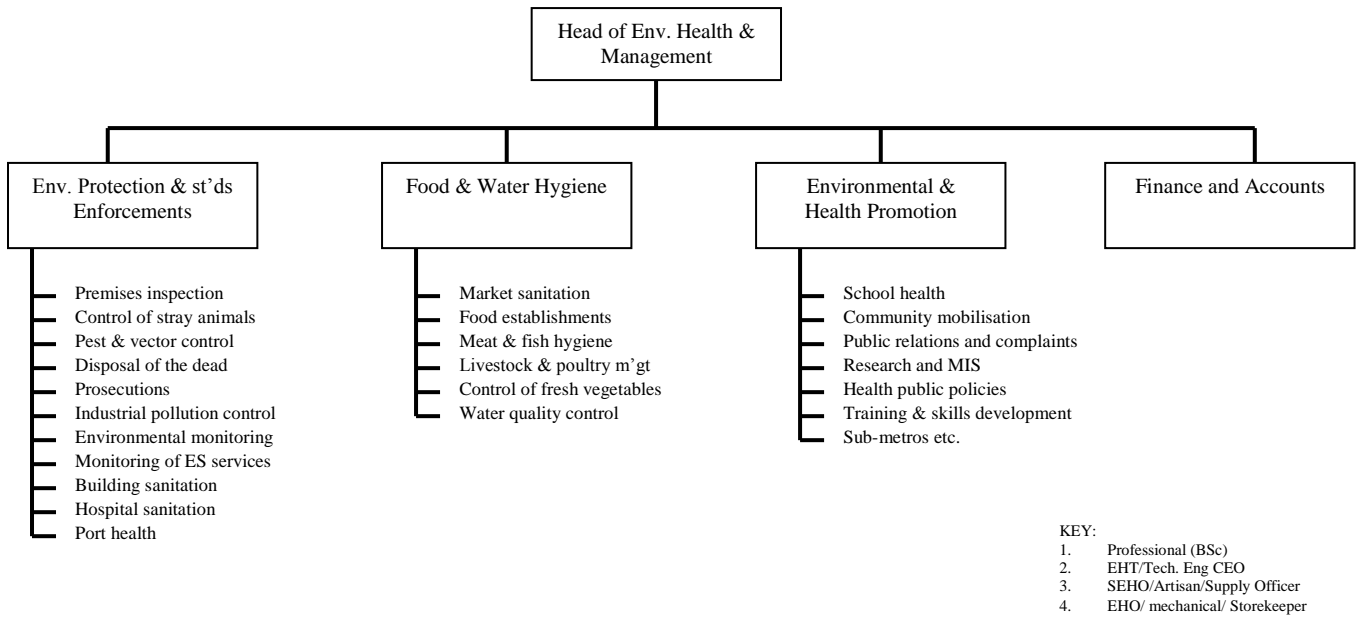 Head of Env. Health &
Management
Env. Protection & st’ds
Enforcements
Premises inspection
Control of stray animals
Pest & vector control
Disposal of the dead
Prosecutions
Industrial pollution control
Environmental monitoring
Monitoring of ES services
Building sanitation
Hospital sanitation
Port health
Food & Water Hygiene
Market sanitation
Food establishments
Meat & fish hygiene
Livestock & poultry m’gt
Control of fresh vegetables
Water quality control
Environmental &
Health Promotion
School health
Community mobilisation
Public relations and complaints
Research and MIS
Health public policies
Training & skills development
Sub-metros etc.
Finance and Accounts
KEY:
1. Professional (BSc)
2. EHT/Tech. Eng CEO
3. SEHO/Artisan/Supply Officer
4. EHO/ mechanical/ Storekeeper